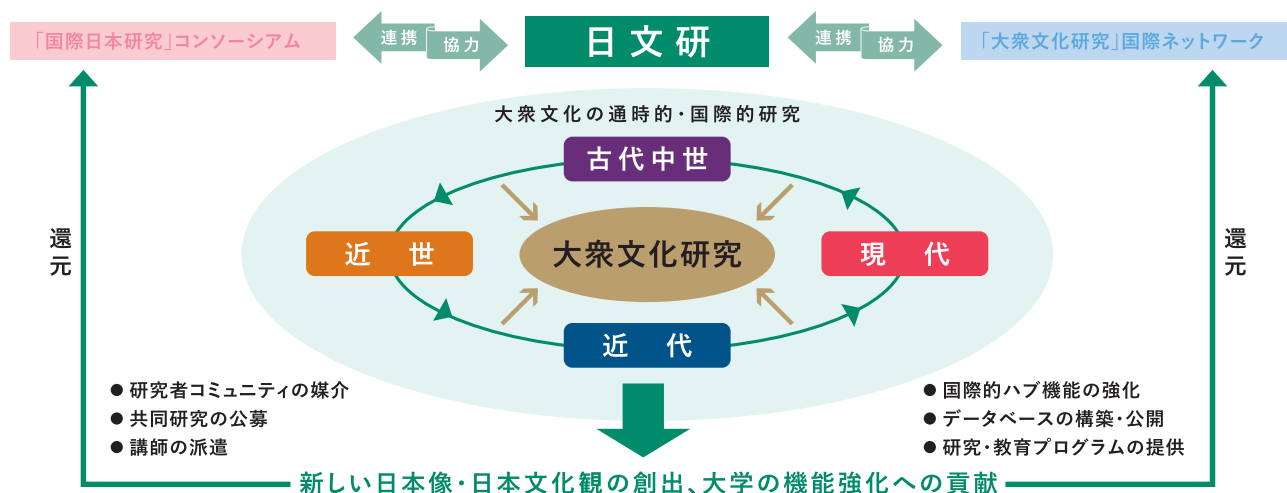 「国際日本研究」コンソーシアム
連携
協力
日文研
連携
協力
「大衆文化研究」国際ネットワーク
大衆文化の通時的・国際的研究
古代中世
近世
大衆文化研究
現代
近代
還元
還元
● 研究者コミュニティの媒介
● 共同研究の公募
● 講師の派遣
● 国際的ハブ機能の強化
● データベースの構築・公開
● 研究・教育プログラムの提供
新しい日本像・日本文化観の創出、大学の機能強化への貢献